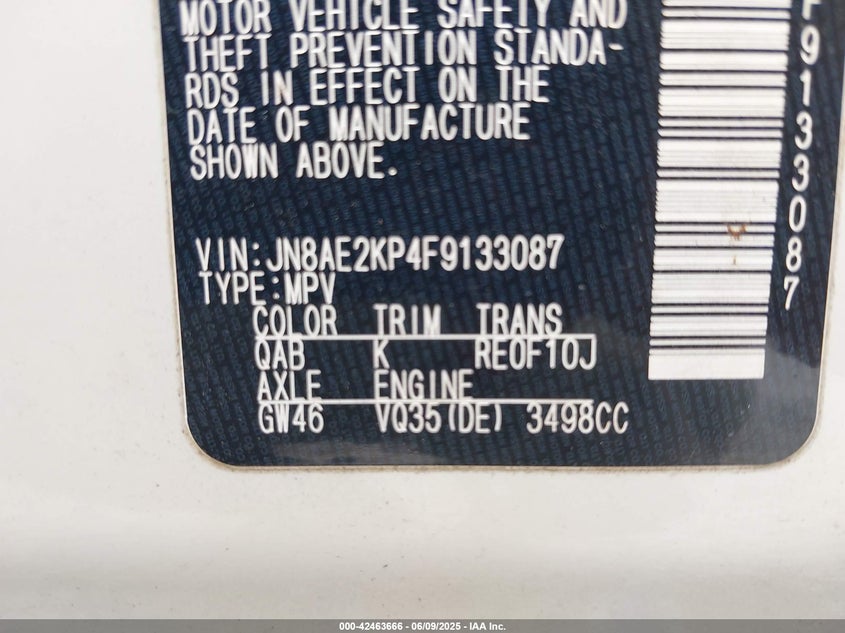 MOTOR VEHICLE SAFETY AND
THEFT PREVENTION STANDA-
RDS IN EFFECT ON THE
DATE OF MANUFACTURE
SHOWN ABOVE.
VIN:JN8AE2KP4F9133087
TYPE:MPV
COLOR TRIM TRANS
QAB K RE0F10J
AXLE ENGINE
GW46 VQ35(DE) 3498CC
F9133087
000-42463666 - 06/09/2025 - IAA Inc.